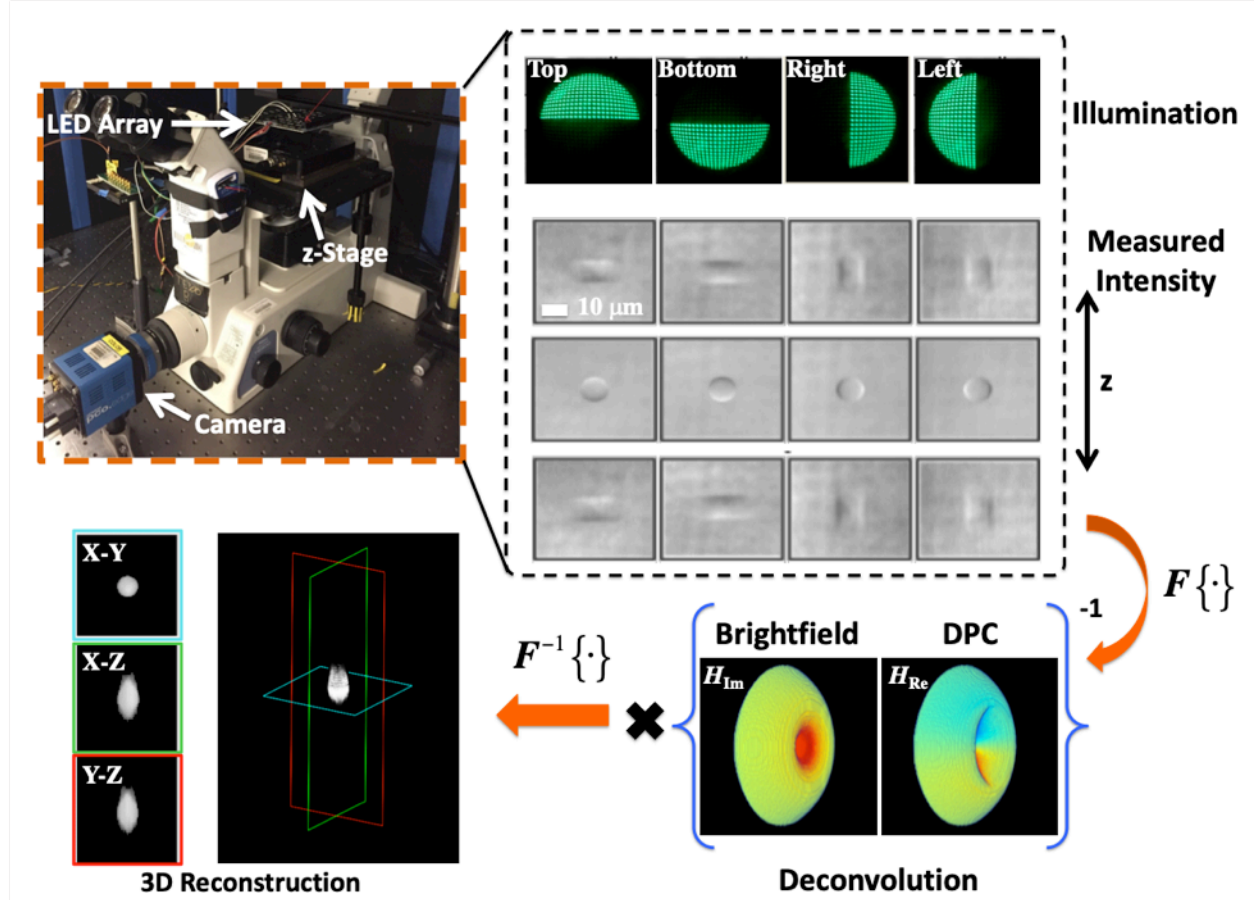 LED Array
z-Stage
Camera
Top
Bottom
Right
Left
Illumination
10 μm
Measured
Intensity
z
F{·}
-1
Brightfield
DPC
H_Im
H_Re
Deconvolution
F⁻¹{·}
X-Y
X-Z
Y-Z
3D Reconstruction